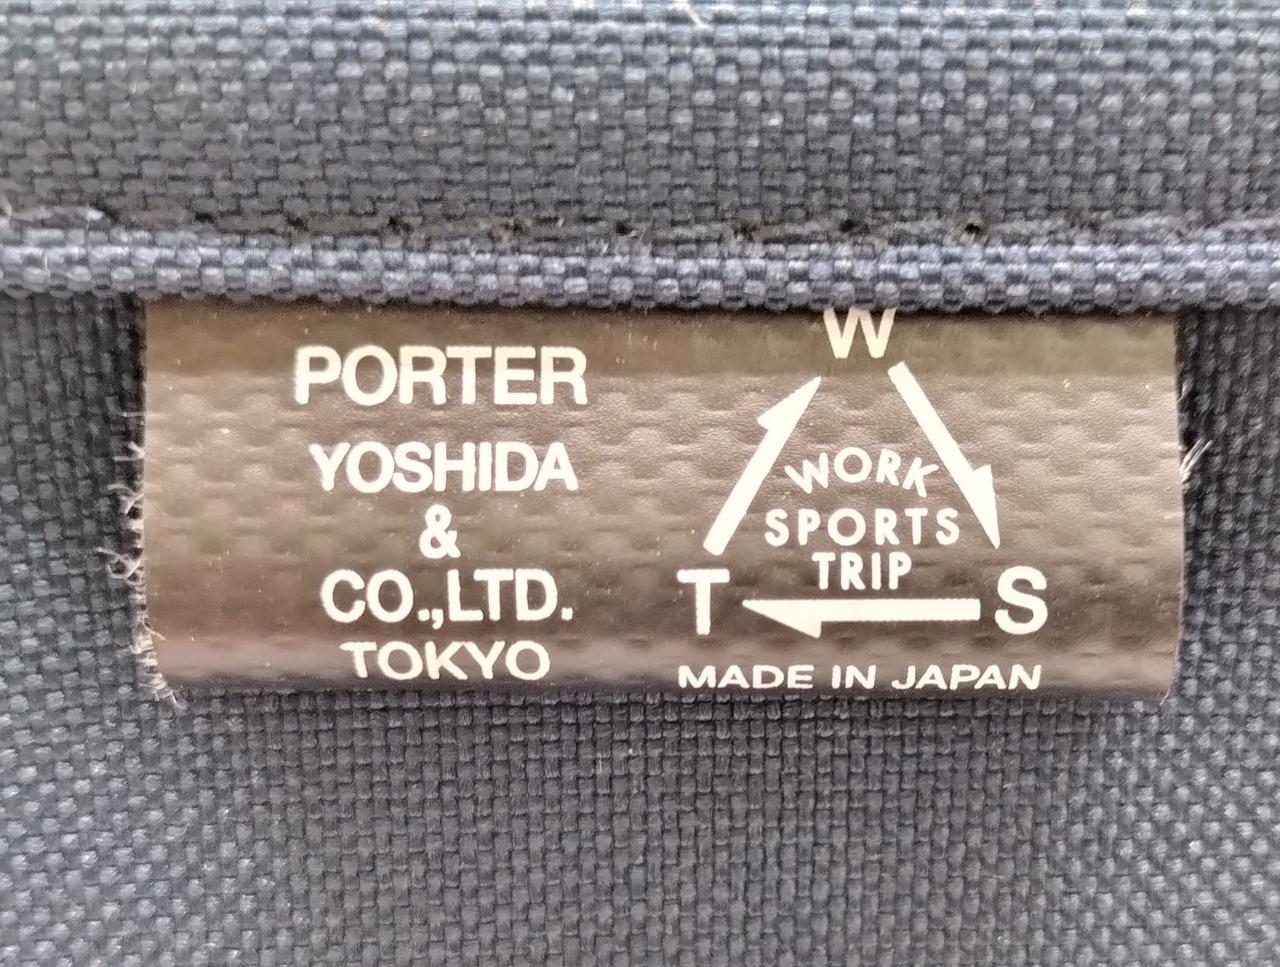 PORTER
YOSHIDA
&
CO.,LTD.
TOKYO
W
WORK
SPORTS
TRIP
T S
MADE IN JAPAN